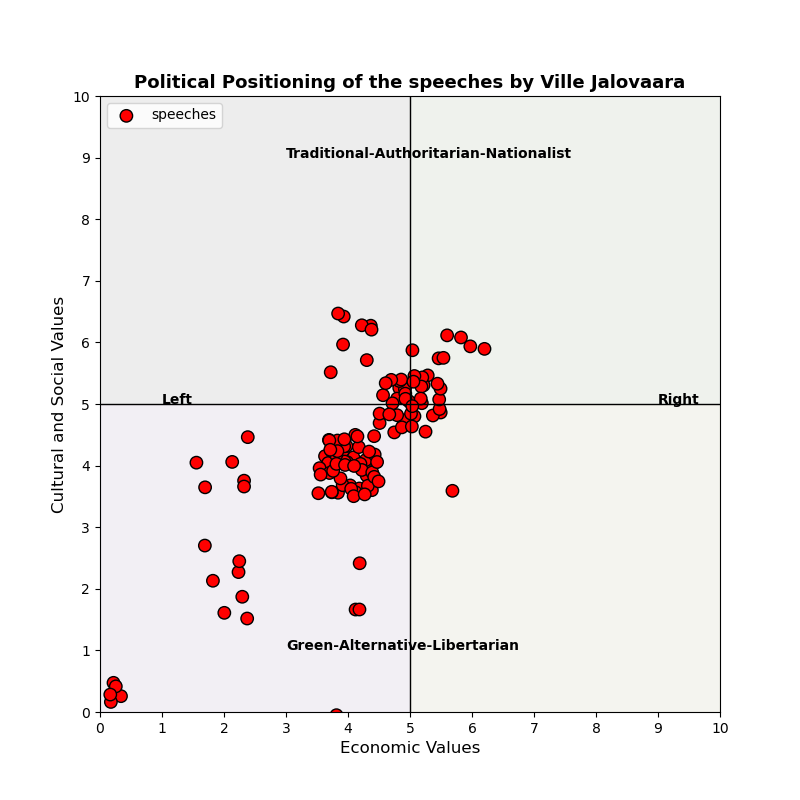 Political Positioning of the speeches by Ville Jalovaara
10
speeches
Traditional-Authoritarian-Nationalist
9
8
7
6
Left
Right
5
4
3
2
Green-Alternative-Libertarian
1
0
0 1 2 3 4 5 6 7 8 9 10
Economic Values
Cultural and Social Values